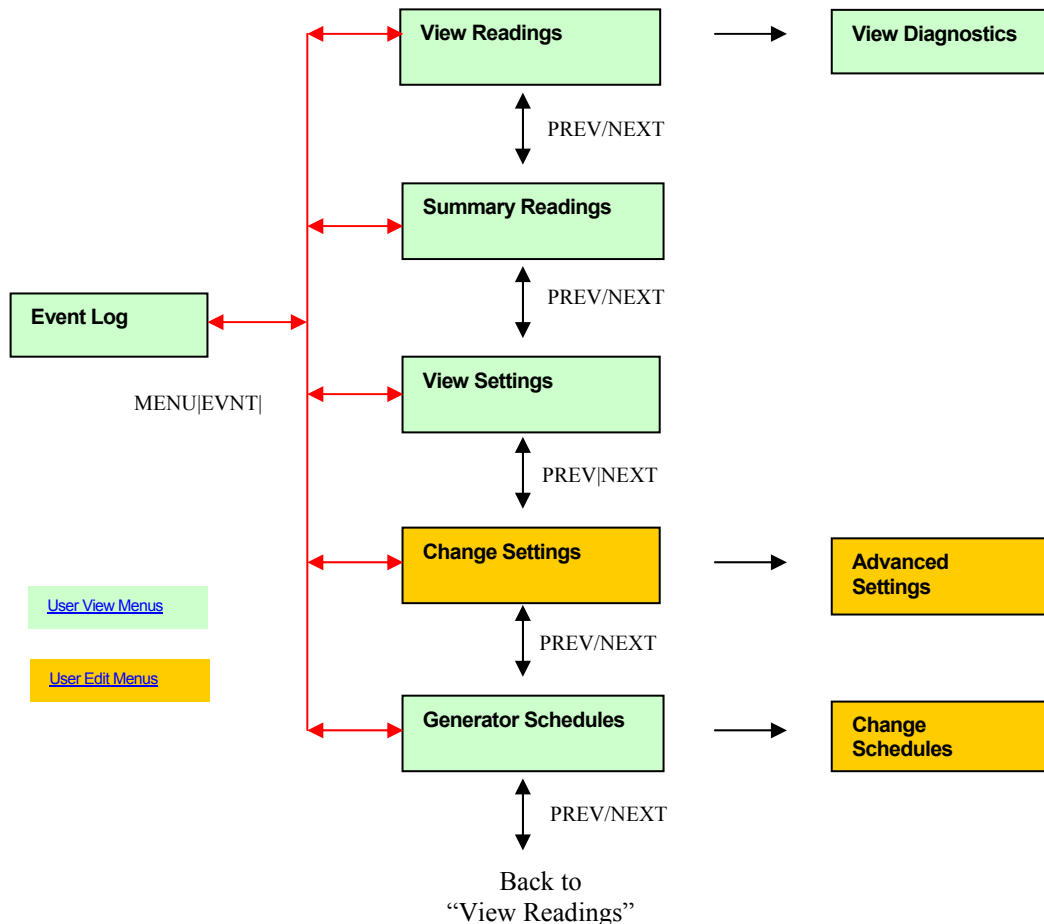 View Readings
View Diagnostics
PREV/NEXT
Summary Readings
PREV/NEXT
Event Log
MENU|EVNT|
View Settings
PREV|NEXT
Change Settings
Advanced
Settings
User View Menus
PREV/NEXT
User Edit Menus
Generator Schedules
Change
Schedules
PREV/NEXT
Back to
“View Readings”